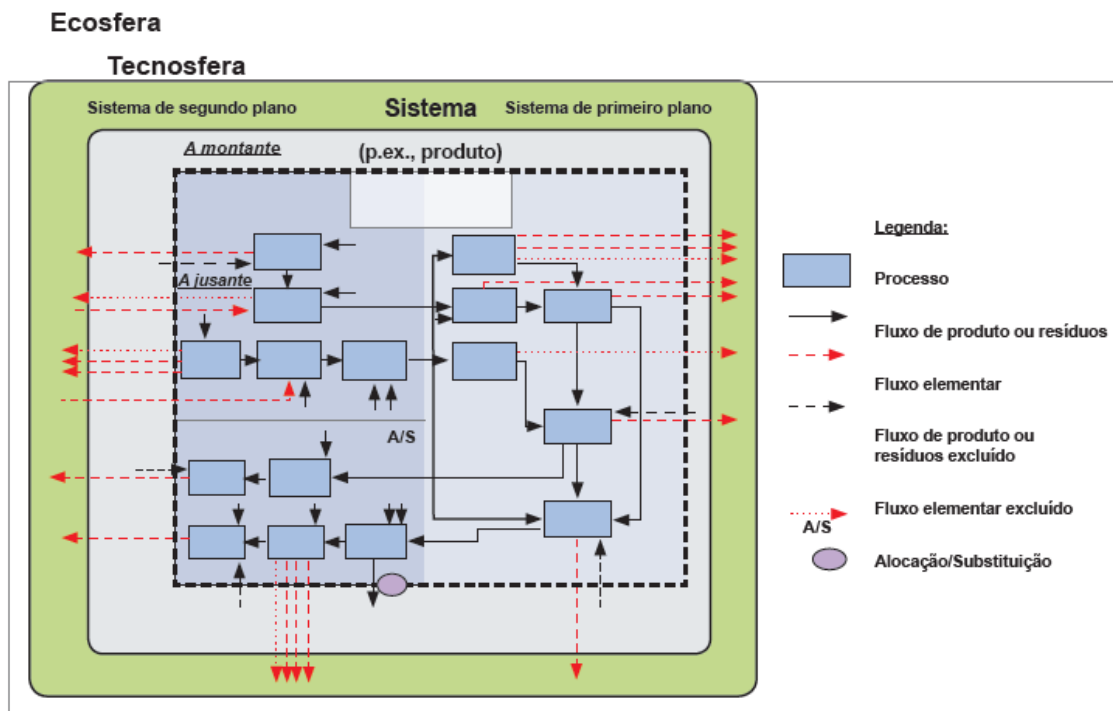 Ecosfera
Tecnosfera
Sistema de segundo plano
Sistema
Sistema de primeiro plano
A montante
(p.ex., produto)
A jusante
A/S
Legenda:
Processo
Fluxo de produto ou resíduos
Fluxo elementar
Fluxo de produto ou
resíduos excluído
Fluxo elementar excluído
A/S
Alocação/Substituição